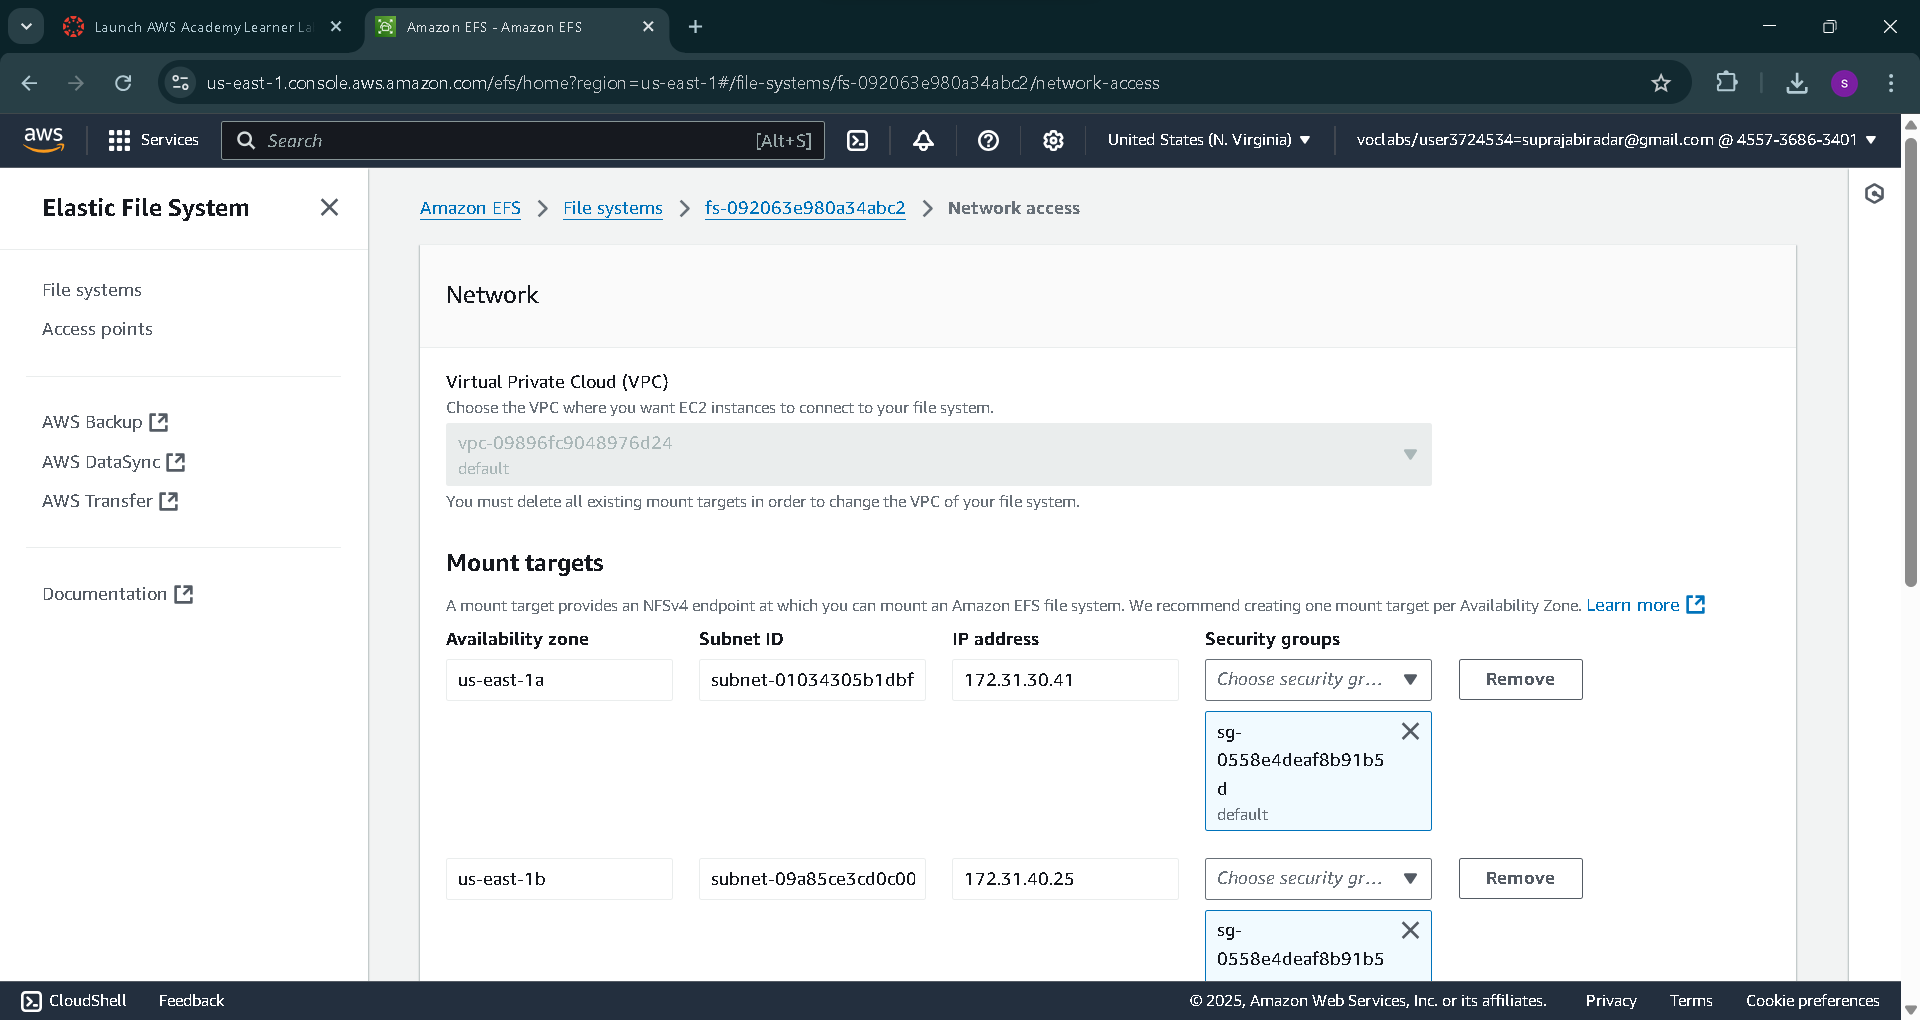 Launch AWS Academy Learner La
Amazon EFS - Amazon EFS
us-east-1.console.aws.amazon.com/efs/home?region=us-east-1#/file-systems/fs-092063e980a34abc2/network-access
S
aws
Services
Search
[Alt+S]
United States (N. Virginia)
voclabs/user3724534=suprajabiradar@gmail.com @ 4557-3686-3401
Elastic File System
File systems
Access points
AWS Backup
AWS DataSync
AWS Transfer
Documentation
Amazon EFS
File systems
fs-092063e980a34abc2
Network access
Network
Virtual Private Cloud (VPC)
Choose the VPC where you want EC2 instances to connect to your file system.
vpc-09896fc9048976d24
default
You must delete all existing mount targets in order to change the VPC of your file system.
Mount targets
A mount target provides an NFSv4 endpoint at which you can mount an Amazon EFS file system. We recommend creating one mount target per Availability Zone. Learn more
Availability zone Subnet ID IP address Security groups
us-east-1a subnet-01034305b1dbf 172.31.30.41 Choose security gr... Remove
sg-
0558e4deaf8b91b5
d
default
us-east-1b subnet-09a85ce3cd0c00 172.31.40.25 Choose security gr... Remove
sg-
0558e4deaf8b91b5
CloudShell Feedback © 2025, Amazon Web Services, Inc. or its affiliates. Privacy Terms Cookie preferences